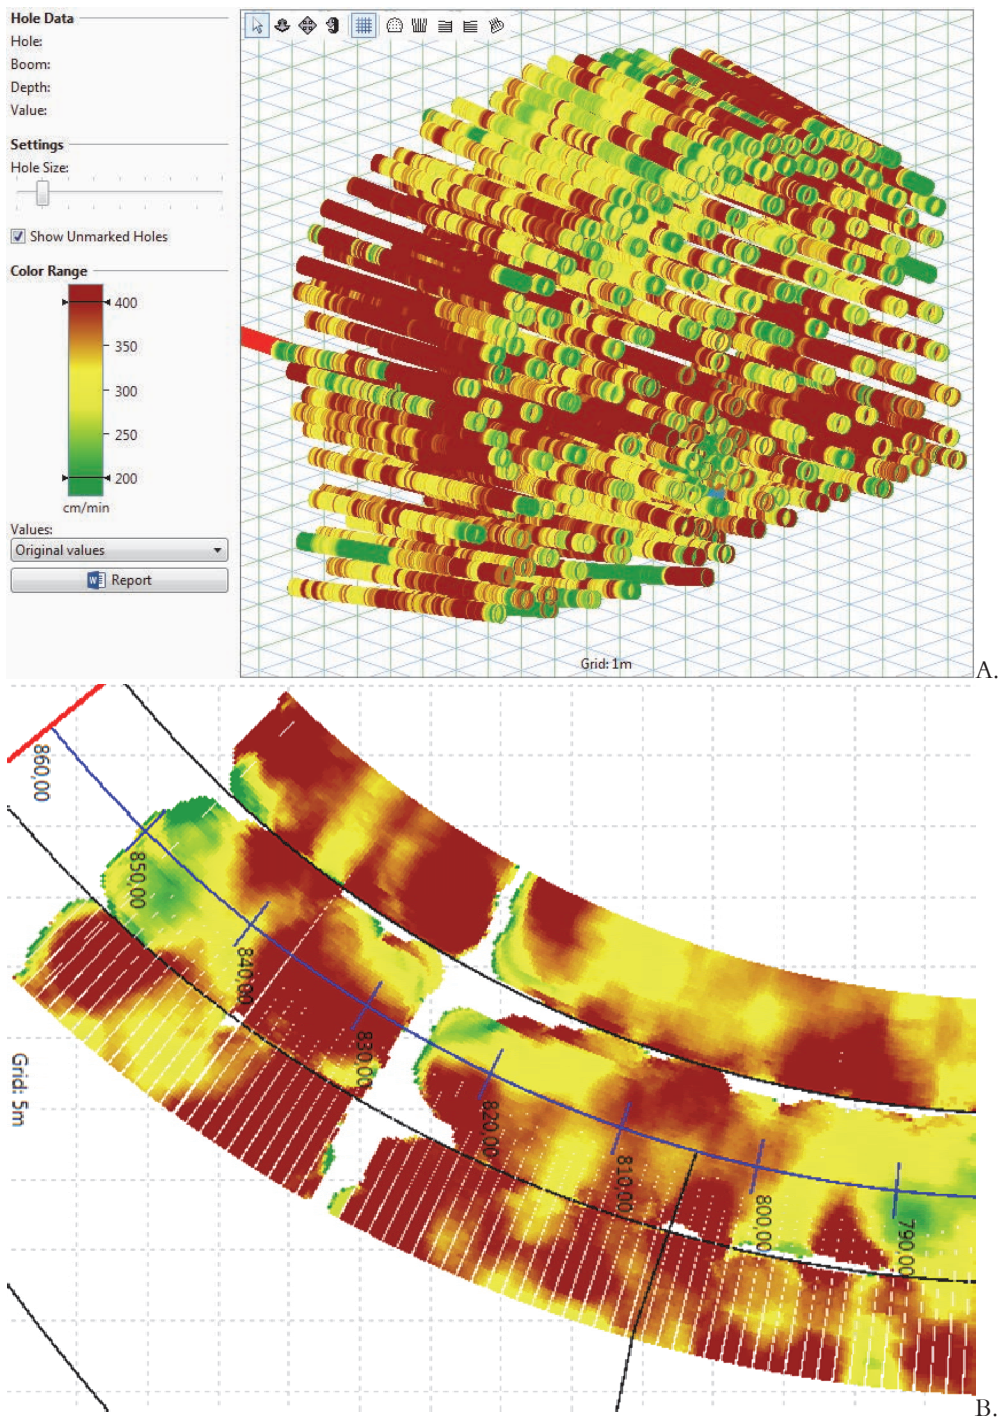 Hole Data
Hole:
Boom:
Depth:
Value:
Settings
Hole Size:
Show Unmarked Holes
Color Range
400
350
300
250
200
cm/min
Values:
Original values
Report
Grid: 1m
A.
860,00
850,00
840,00
830,00
820,00
810,00
800,00
790,00
Grid: 5m
B.